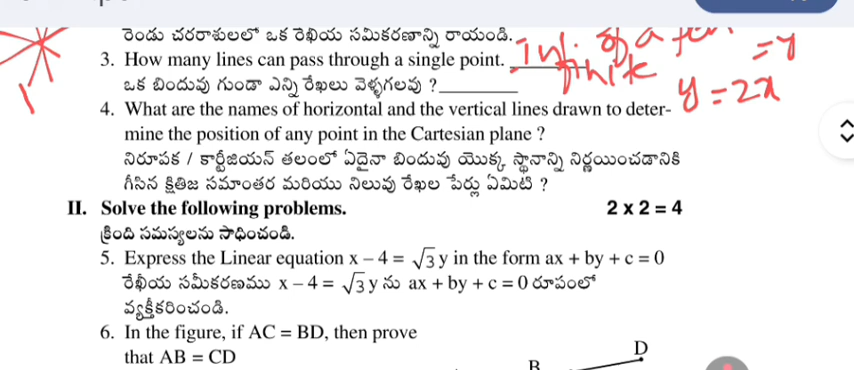 రెండు చరరాశులలో ఒక రేఖీయ సమీకరణాన్ని రాయండి.
3. How many lines can pass through a single point. Infinite
= y
y = 2x
ఒక బిందువు గుండా ఎన్ని రేఖలు వెళ్ళగలవు ?
4. What are the names of horizontal and the vertical lines drawn to deter-
mine the position of any point in the Cartesian plane ?
నిరూపక / కార్టీజియన్ తలంలో ఏదైనా బిందువు యొక్క స్థానాన్ని నిర్ణయించడానికి
గీసిన క్షితిజ సమాంతర మరియు నిలువు రేఖల పేర్లు ఏమిటి ?
II. Solve the following problems. 2 x 2 = 4
క్రింది సమస్యలను సాధించండి.
5. Express the Linear equation x – 4 = √3 y in the form ax + by + c = 0
రేఖీయ సమీకరణము x – 4 = √3 y ను ax + by + c = 0 రూపంలో
వ్యక్తీకరించండి.
6. In the figure, if AC = BD, then prove
that AB = CD
D
B